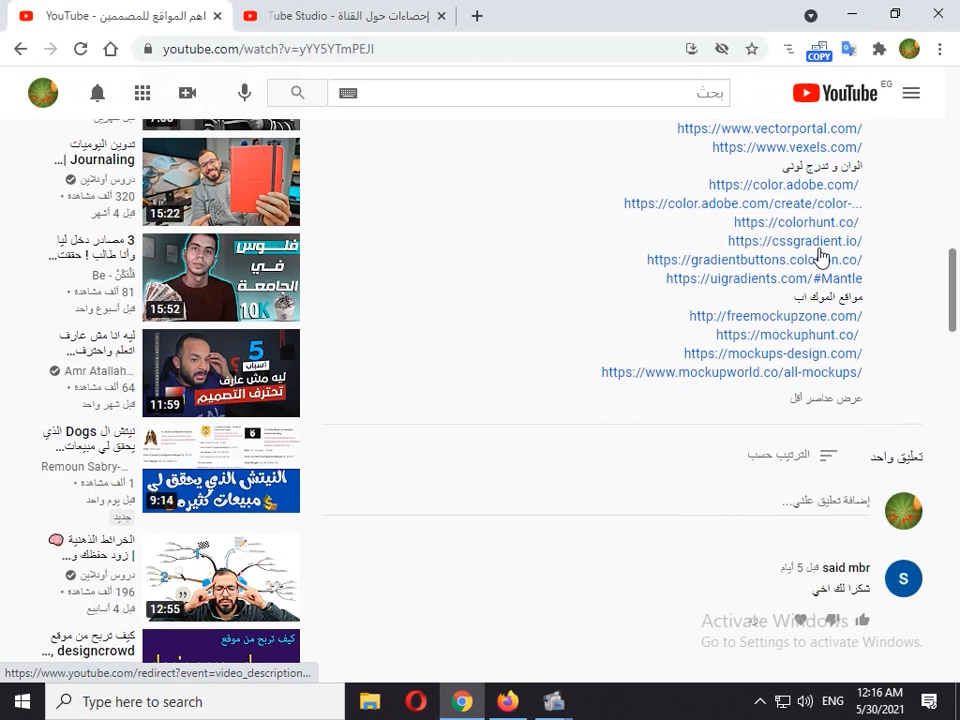 اهم المواقع للمصممين - YouTube
إحصاءات حول القناة - Tube Studio
youtube.com/watch?v=yYY5YTmPEJI
COPY
بحث
YouTube
EG
تدوين اليوميات
Journaling |...
دروس أونلاين
320 ألف مشاهدة •
قبل 4 أشهر
15:22
3 مصادر دخل ليا
وأنا طالب ! حققت...
Be - فَلْنَكُنْ
81 ألف مشاهدة •
قبل أسبوع واحد
فلوس
في
الجامعة
10K
15:52
ليه انا مش عارف
اتعلم واحترف...
Amr Atallah...
64 ألف مشاهدة •
قبل شهر واحد
5
اسباب
ليه مش عارف
تحترف التصميم
11:59
نيتش ال Dogs الذي
يحقق لي مبيعات...
Remoun Sabry-...
1 ألف مشاهدة •
قبل يوم واحد
جديد
النيتش الذي يحقق لي
مبيعات كثيرة
9:14
الخرائط الذهنية
| زود حفظك و...
دروس أونلاين
196 ألف مشاهدة •
قبل 4 أسابيع
12:55
كيف تربح من موقع
designcrowd ,...
كيف تربح من موقع
https://www.vectorportal.com/
https://www.vexels.com/
الوان و تدرج لونى
https://color.adobe.com/
https://color.adobe.com/create/color-...
https://colorhunt.co/
https://cssgradient.io/
https://gradientbuttons.colorion.co/
https://uigradients.com/#Mantle
مواقع الموك اب
http://freemockupzone.com/
https://mockuphunt.co/
https://mockups-design.com/
https://www.mockupworld.co/all-mockups/
عرض عناصر أقل
تعليق واحد
الترتيب حسب
إضافة تعليق علني...
said mbr قبل 5 أيام
S
شكرا لك اخي
Activate Windows
Go to Settings to activate Windows.
https://www.youtube.com/redirect?event=video_description...
Type here to search
ENG
12:16 AM
5/30/2021